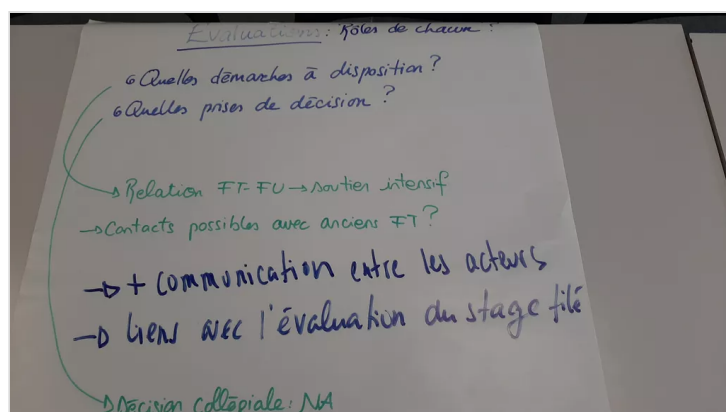 Évaluations : Rôles de chacun :
Quelles démarches à disposition ?
Quelles prises de décision ?
→ Relation FT-FU → soutien intensif
→ Contacts possibles avec anciens FT ?
→ + communication entre les acteurs
→ liens avec l'évaluation du stage filé
→ Décision collégiale : NA